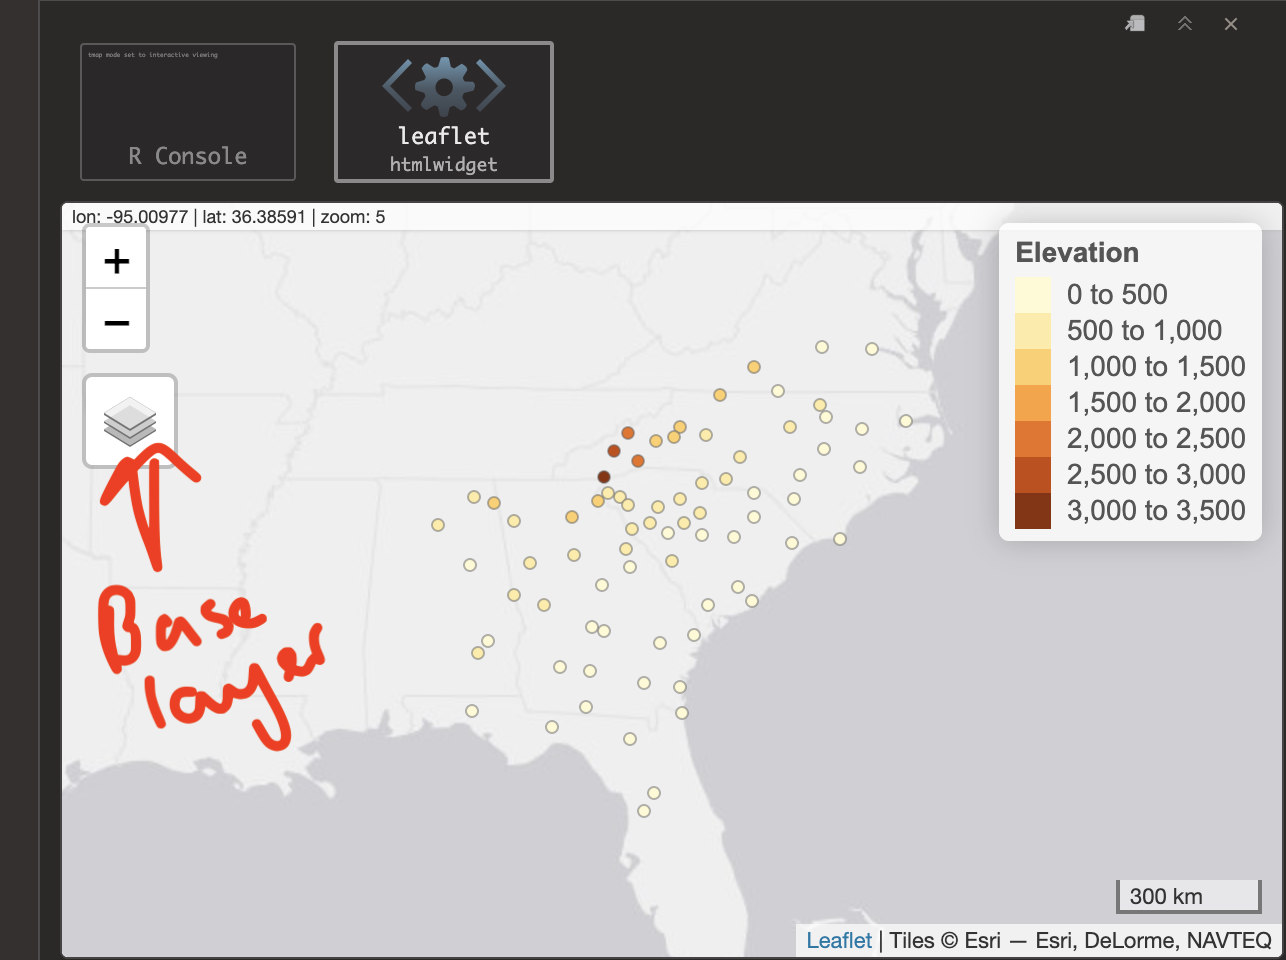 tmap mode set to interactive viewing
R Console
leaflet
htmlwidget
lon: -95.00977 | lat: 36.38591 | zoom: 5
+
−
Elevation
0 to 500
500 to 1,000
1,000 to 1,500
1,500 to 2,000
2,000 to 2,500
2,500 to 3,000
3,000 to 3,500
Base
layer
300 km
Leaflet | Tiles © Esri — Esri, DeLorme, NAVTEQ